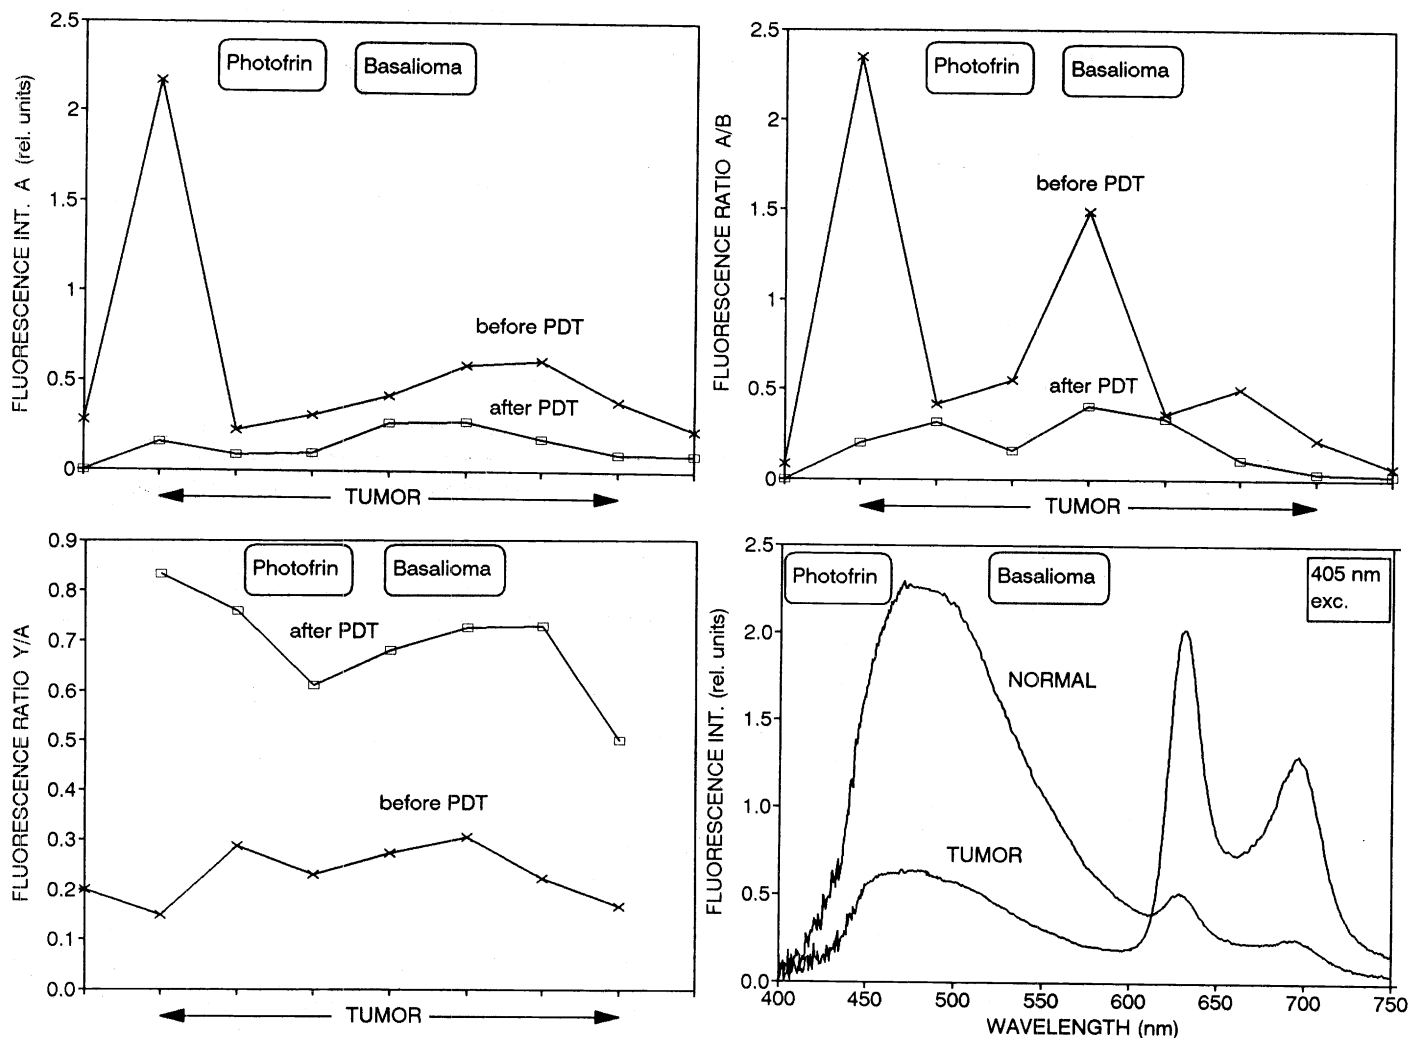 FLUORESCENCE INT. A (rel. units)
2.5
2
1.5
1
0.5
0
Photofrin
Basalioma
before PDT
after PDT
TUMOR
FLUORESCENCE RATIO A/B
2.5
2
1.5
1
0.5
0
Photofrin
Basalioma
before PDT
after PDT
TUMOR
FLUORESCENCE RATIO Y/A
0.9
0.8
0.7
0.6
0.5
0.4
0.3
0.2
0.1
0.0
Photofrin
Basalioma
after PDT
before PDT
TUMOR
FLUORESCENCE INT. (rel. units)
2.5
2.0
1.5
1.0
0.5
0.0
Photofrin
Basalioma
405 nm
exc.
NORMAL
TUMOR
400 450 500 550 600 650 700 750
WAVELENGTH (nm)